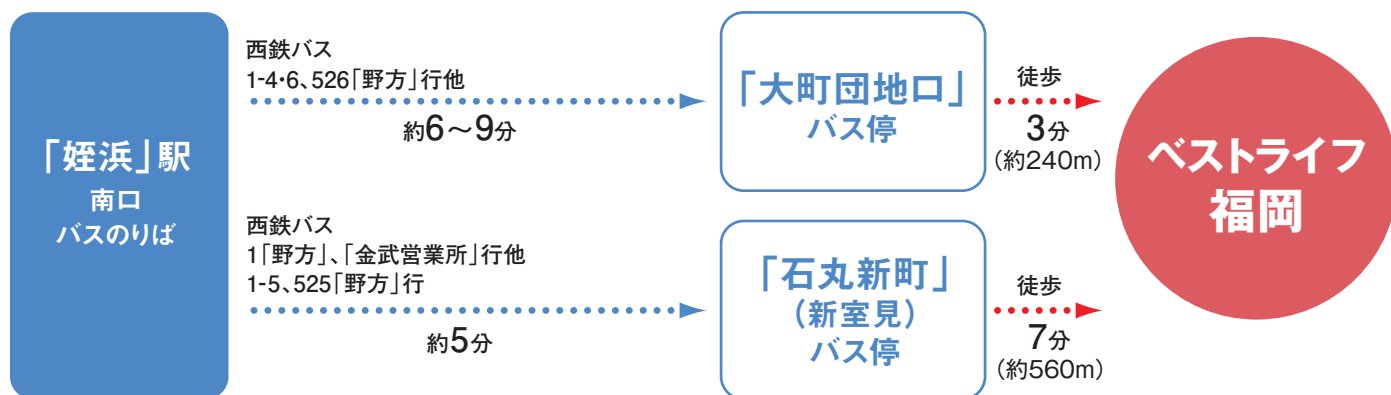 「姪浜」駅
南口
バスのりば
西鉄バス
1-4・6、526「野方」行他
約6〜9分
「大町団地口」
バス停
徒歩
3分
(約240m)
西鉄バス
1「野方」、「金武営業所」行他
1-5、525「野方」行
約5分
「石丸新町」
(新室見)
バス停
徒歩
7分
(約560m)
ベストライフ
福岡